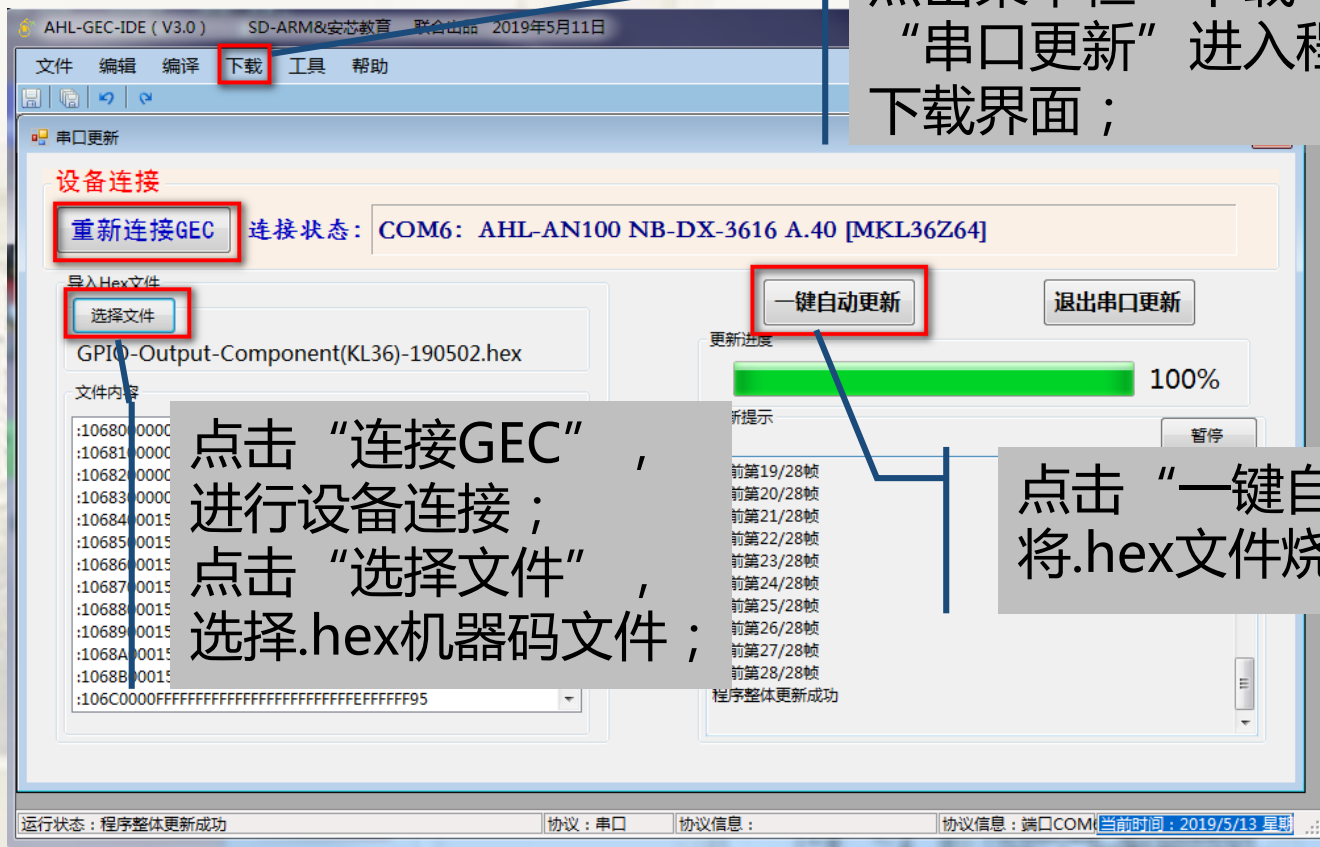 AHL-GEC-IDE ( V3.0 ) SD-ARM&安芯教育 联合出品 2019年5月11日
文件 编辑 编译 下载 工具 帮助
“串口更新”进入程
下载界面；
串口更新
设备连接
重新连接GEC 连接状态: COM6: AHL-AN100 NB-DX-3616 A.40 [MKL36Z64]
导入Hex文件
选择文件
GPIO-Output-Component(KL36)-190502.hex
文件内容
点击“连接GEC”，
进行设备连接；
点击“选择文件”，
选择.hex机器码文件；
:106C0000FFFFFFFFFFFFFFFFFFFFFFFFFEFFFFFF95
一键自动更新
退出串口更新
更新进度
100%
新提示
暂停
前第19/28帧
前第20/28帧
前第21/28帧
前第22/28帧
前第23/28帧
前第24/28帧
前第25/28帧
前第26/28帧
前第27/28帧
前第28/28帧
程序整体更新成功
点击“一键自
将.hex文件烧
运行状态：程序整体更新成功 协议：串口 协议信息： 协议信息：端口COM 当前时间：2019/5/13 星期